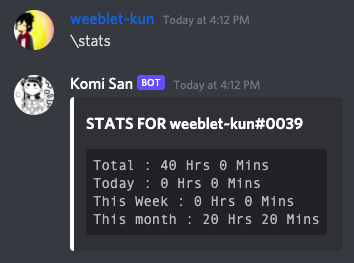 weeblet-kun Today at 4:12 PM
\stats
Komi San BOT Today at 4:12 PM
STATS FOR weeblet-kun#0039
Total : 40 Hrs 0 Mins
Today : 0 Hrs 0 Mins
This Week : 0 Hrs 0 Mins
This month : 20 Hrs 20 Mins